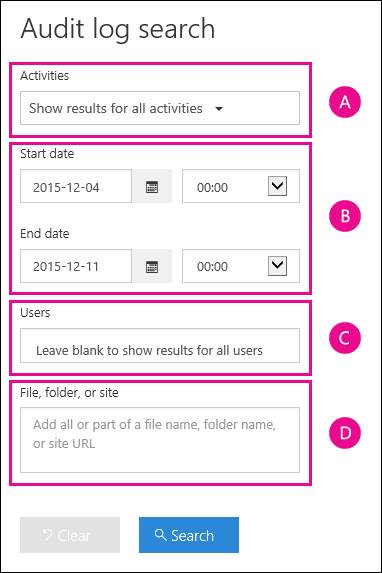 Audit log search
Activities
Show results for all activities
A
Start date
2015-12-04
00:00
B
End date
2015-12-11
00:00
Users
Leave blank to show results for all users
C
File, folder, or site
Add all or part of a file name, folder name,
or site URL
D
Clear
Search